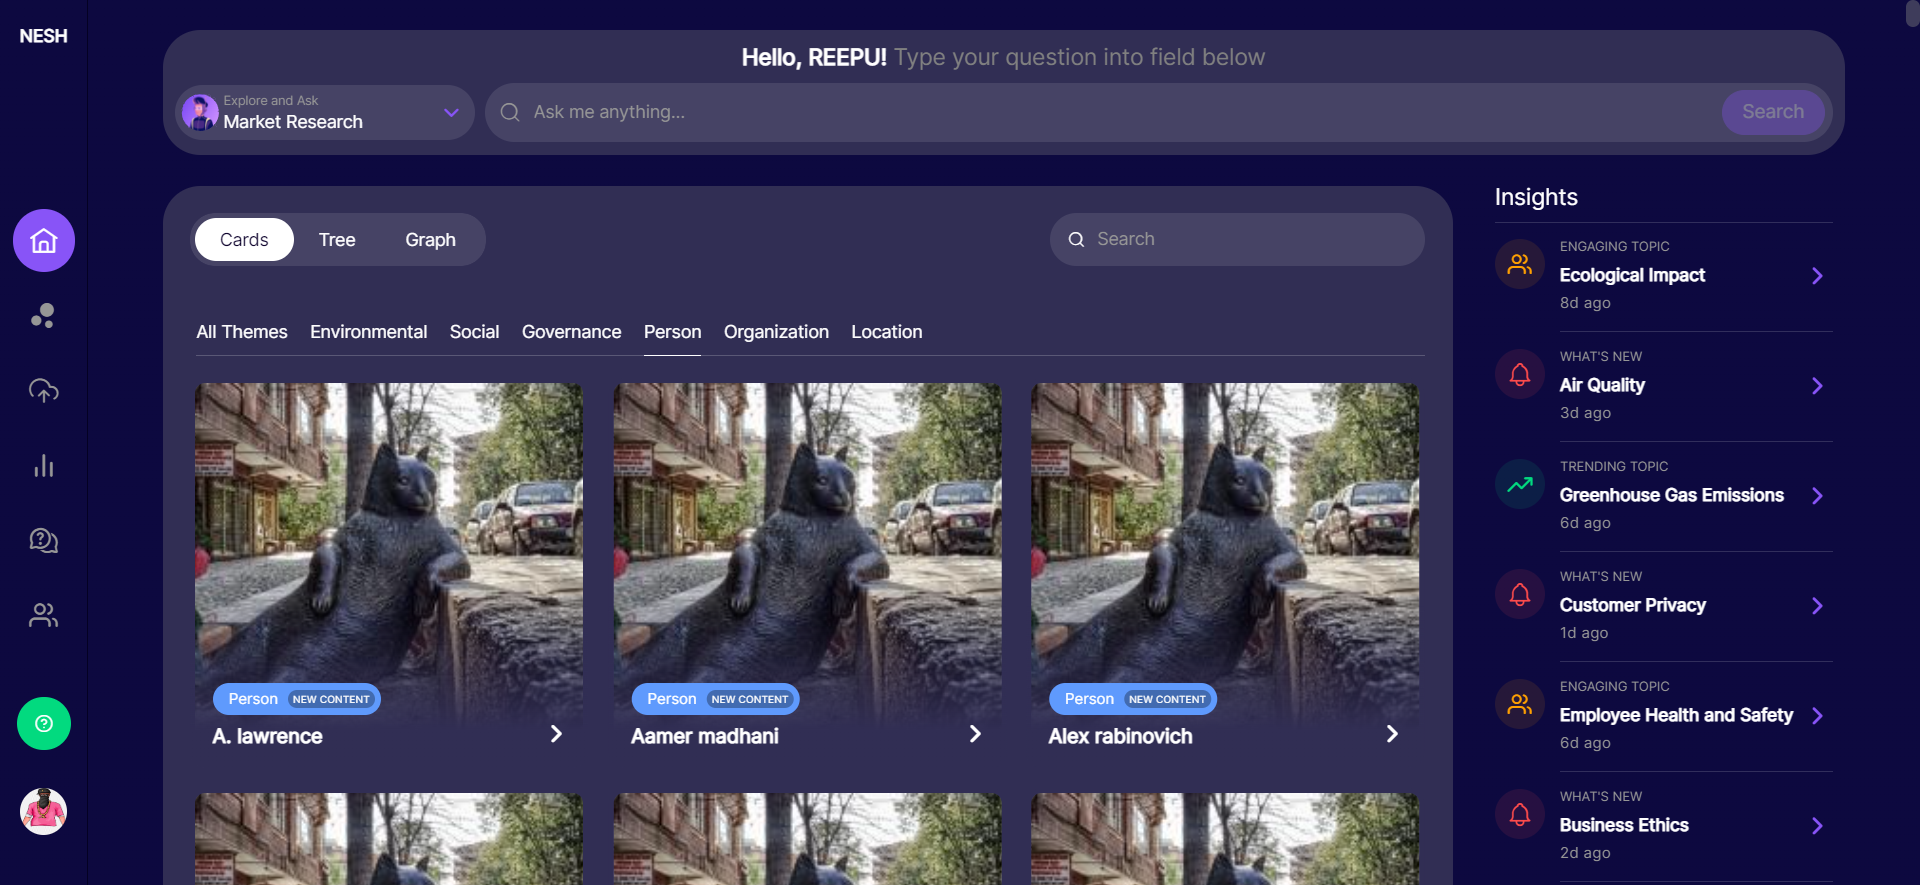 NESH
Hello, REEPU! Type your question into field below
Explore and Ask
Market Research
Ask me anything...
Search
Cards
Tree
Graph
Search
All Themes
Environmental
Social
Governance
Person
Organization
Location
Person NEW CONTENT
A. lawrence
Person NEW CONTENT
Aamer madhani
Person NEW CONTENT
Alex rabinovich
Insights
ENGAGING TOPIC
Ecological Impact
8d ago
WHAT'S NEW
Air Quality
3d ago
TRENDING TOPIC
Greenhouse Gas Emissions
6d ago
WHAT'S NEW
Customer Privacy
1d ago
ENGAGING TOPIC
Employee Health and Safety
6d ago
WHAT'S NEW
Business Ethics
2d ago